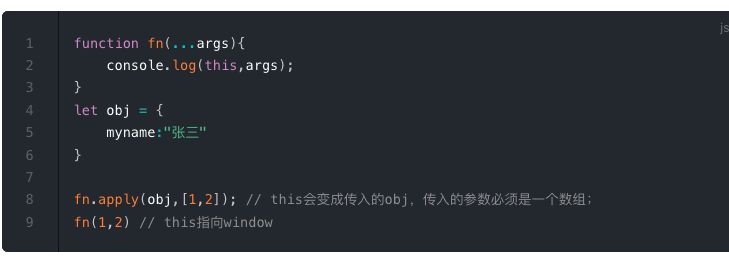 js
1 function fn(...args){
2     console.log(this,args);
3 }
4 let obj = {
5     myname:"张三"
6 }
7
8 fn.apply(obj,[1,2]); // this会变成传入的obj，传入的参数必须是一个数组；
9 fn(1,2) // this指向window